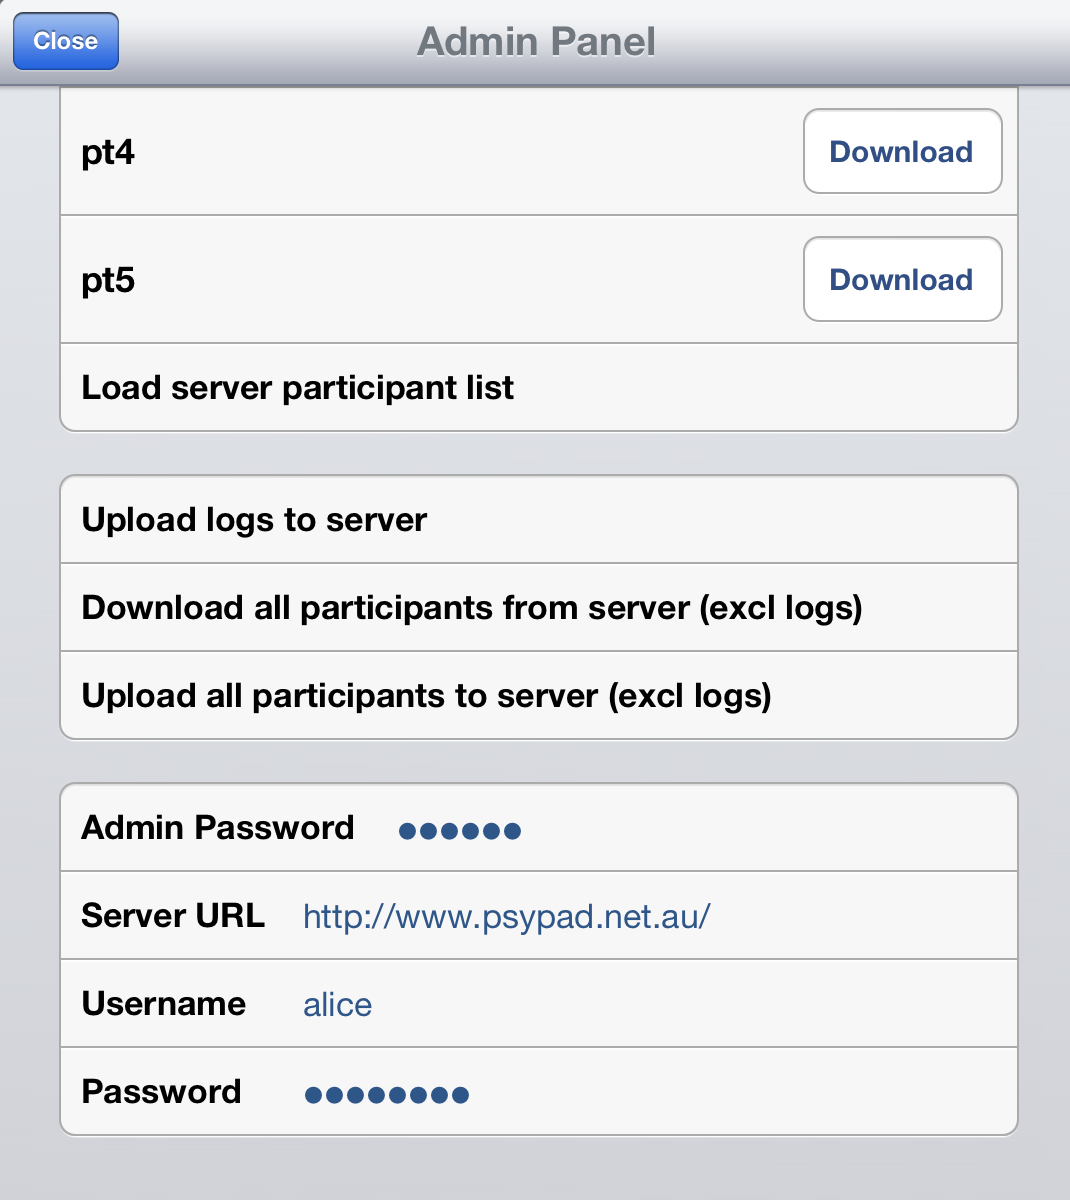 Close
Admin Panel
pt4
Download
pt5
Download
Load server participant list
Upload logs to server
Download all participants from server (excl logs)
Upload all participants to server (excl logs)
Admin Password ●●●●●●
Server URL http://www.psypad.net.au/
Username alice
Password ●●●●●●●●